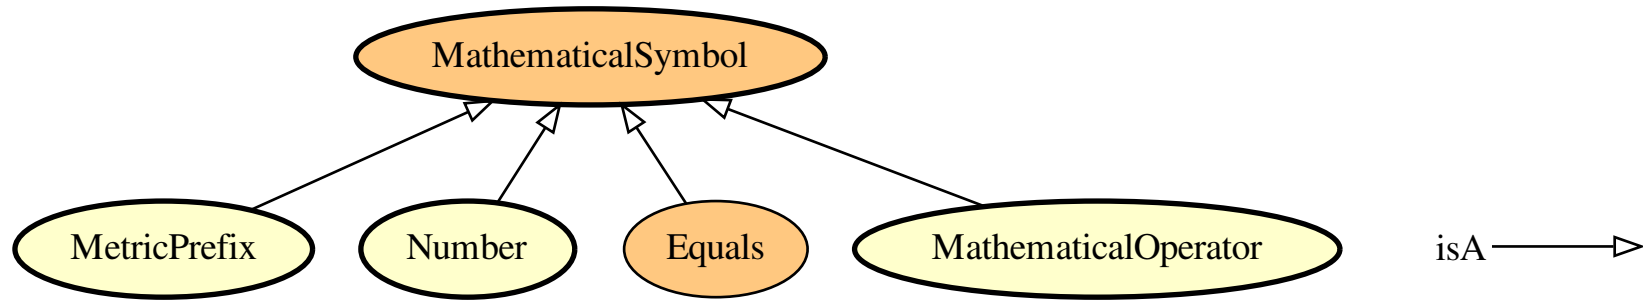 MathematicalSymbol
MetricPrefix
Number
Equals
MathematicalOperator
isA